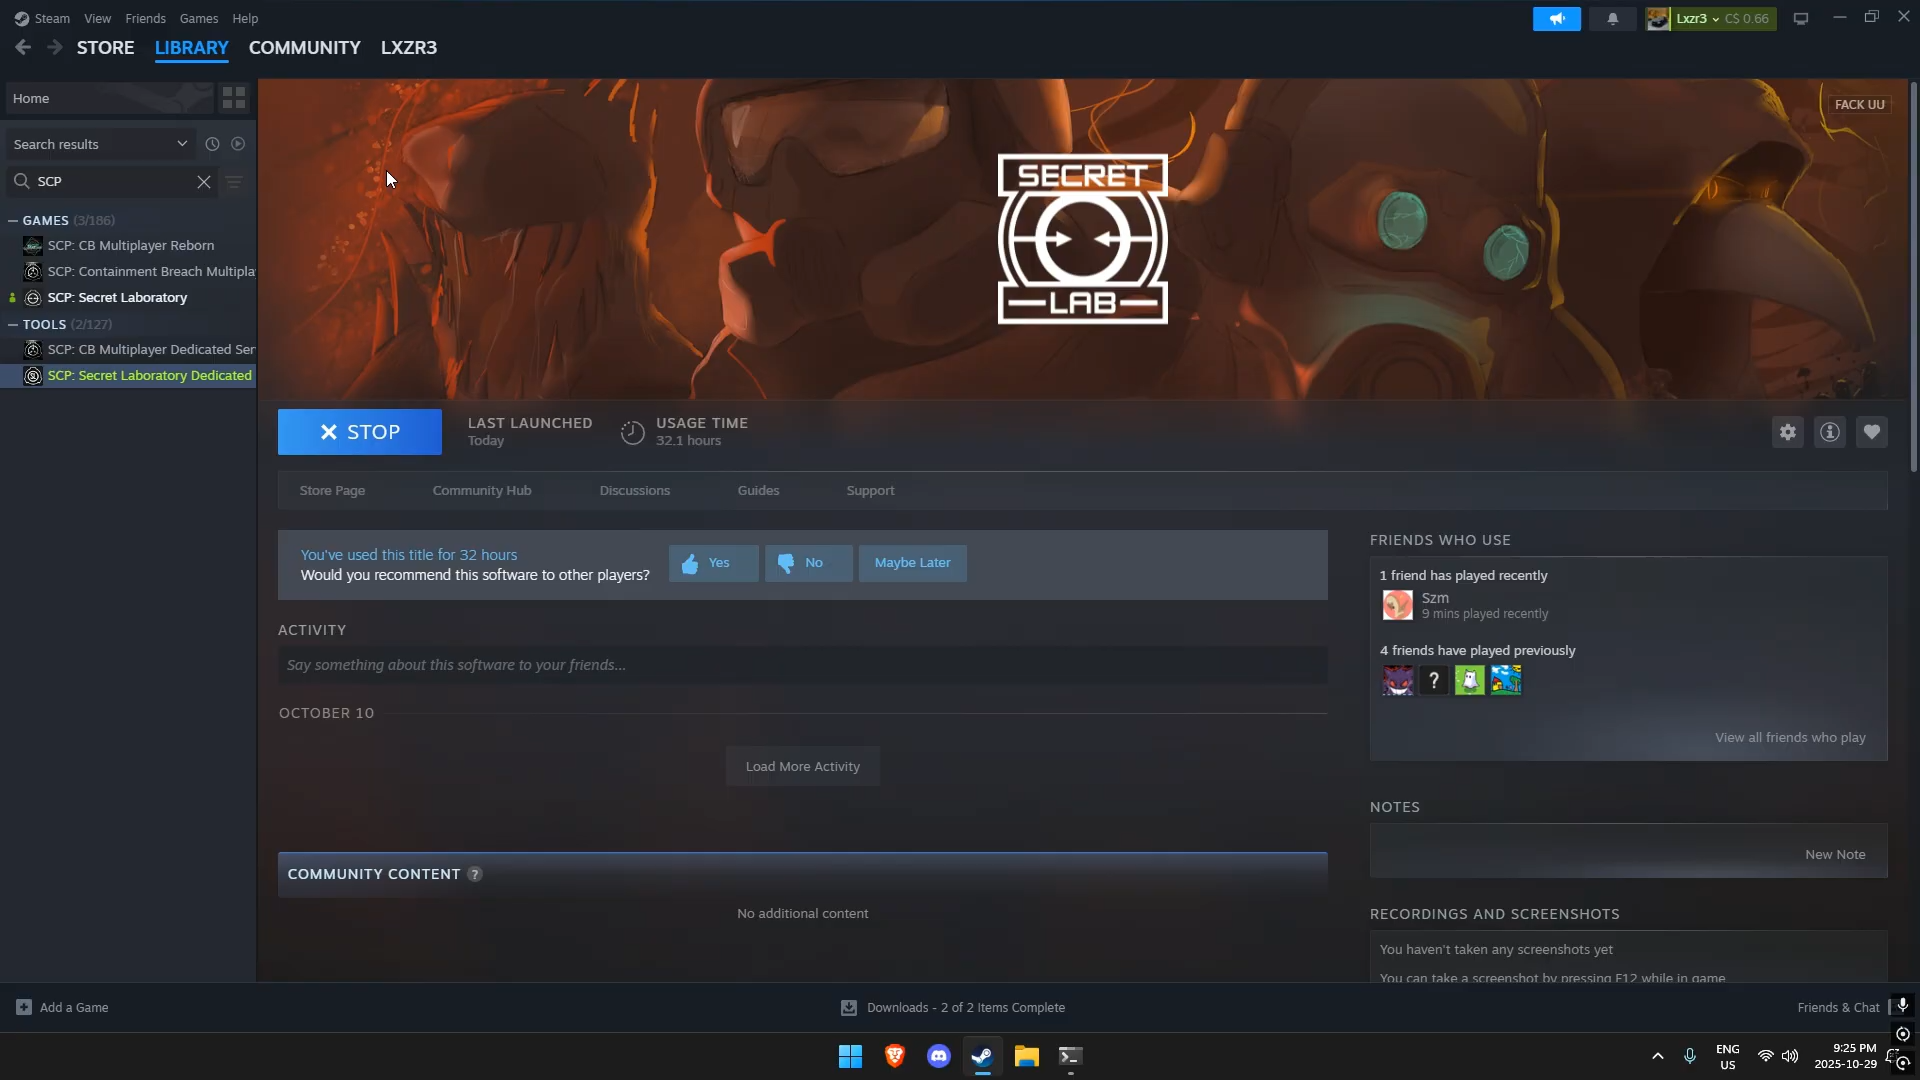 Steam View Friends Games Help
Lxzr3 C$ 0.66
STORE LIBRARY COMMUNITY LXZR3
Home
FACK UU
Search results
SCP
SECRET
LAB
GAMES (3/186)
SCP: CB Multiplayer Reborn
SCP: Containment Breach Multipla
SCP: Secret Laboratory
TOOLS (2/127)
SCP: CB Multiplayer Dedicated Ser
SCP: Secret Laboratory Dedicated
STOP
LAST LAUNCHED
Today
USAGE TIME
32.1 hours
Store Page Community Hub Discussions Guides Support
You've used this title for 32 hours
Would you recommend this software to other players?
Yes No Maybe Later
FRIENDS WHO USE
1 friend has played recently
Szm
9 mins played recently
4 friends have played previously
?
View all friends who play
ACTIVITY
Say something about this software to your friends...
OCTOBER 10
Load More Activity
NOTES
New Note
COMMUNITY CONTENT ?
No additional content
RECORDINGS AND SCREENSHOTS
You haven't taken any screenshots yet
You can take a screenshot by pressing F12 while in game
Add a Game
Downloads - 2 of 2 Items Complete
Friends & Chat
ENG
US
9:25 PM
2025-10-29